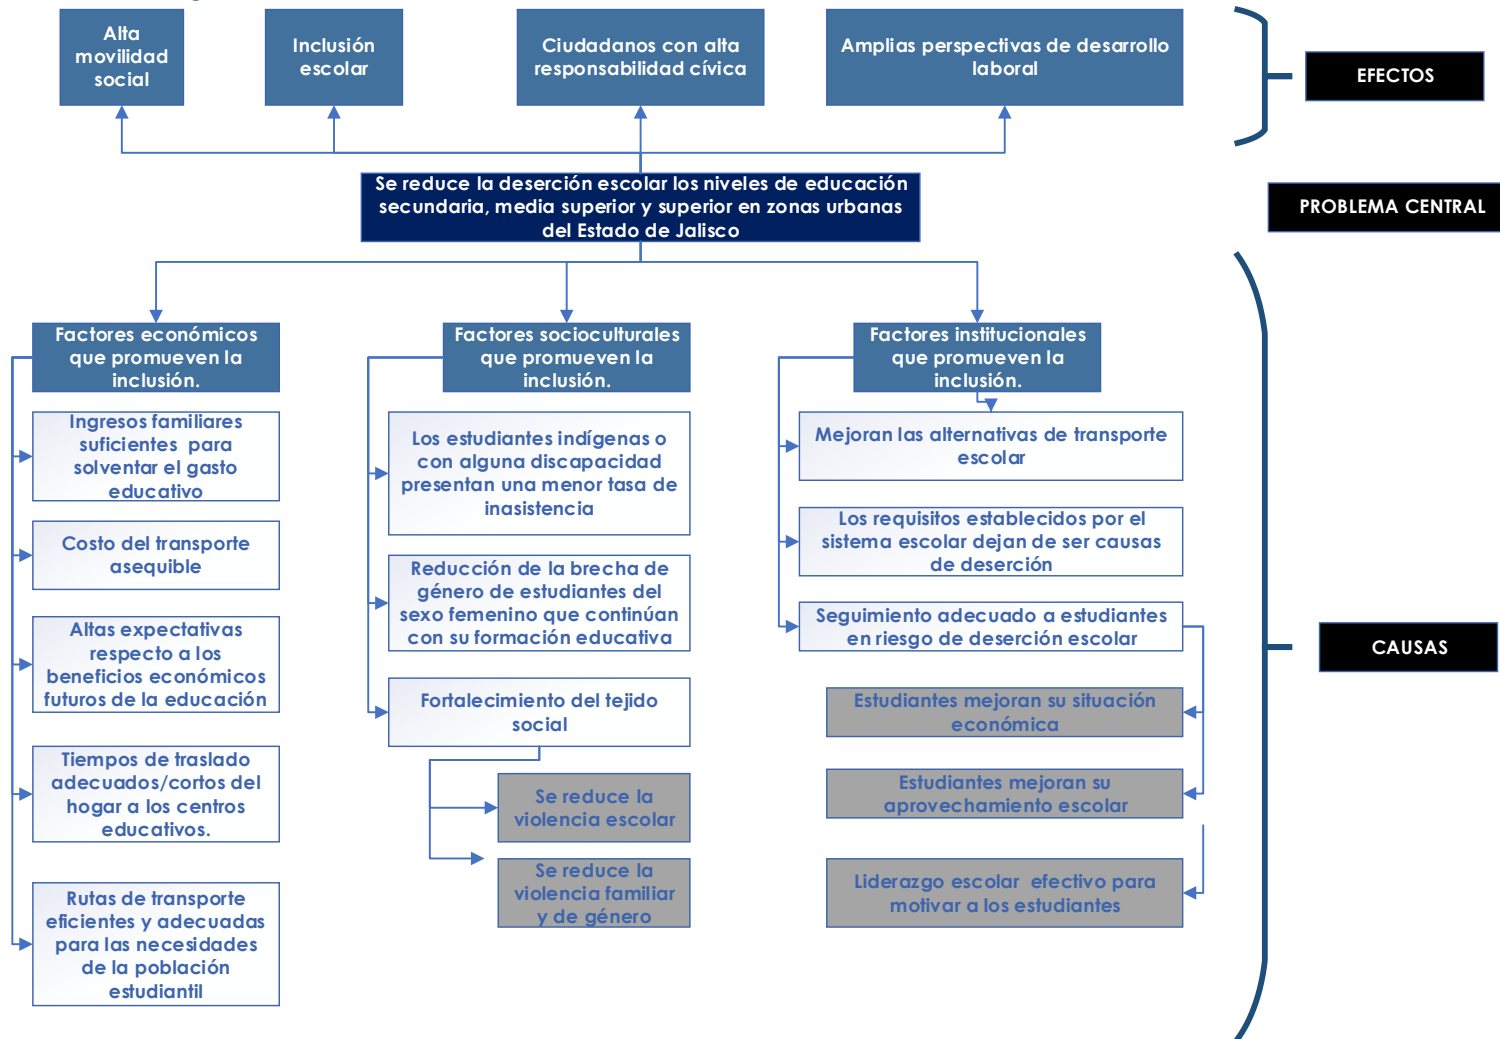 Alta
movilidad
social
Inclusión
escolar
Ciudadanos con alta
responsabilidad cívica
Amplias perspectivas de desarrollo
laboral
EFECTOS
Se reduce la deserción escolar los niveles de educación
secundaria, media superior y superior en zonas urbanas
del Estado de Jalisco
PROBLEMA CENTRAL
Factores económicos
que promueven la
inclusión.
Ingresos familiares
suficientes para
solventar el gasto
educativo
Costo del transporte
asequible
Altas expectativas
respecto a los
beneficios económicos
futuros de la educación
Tiempos de traslado
adecuados/cortos del
hogar a los centros
educativos.
Rutas de transporte
eficientes y adecuadas
para las necesidades
de la población
estudiantil
Factores socioculturales
que promueven la
inclusión.
Los estudiantes indígenas o
con alguna discapacidad
presentan una menor tasa de
inasistencia
Reducción de la brecha de
género de estudiantes del
sexo femenino que continúan
con su formación educativa
Fortalecimiento del tejido
social
Se reduce la
violencia escolar
Se reduce la
violencia familiar
y de género
Factores institucionales
que promueven la
inclusión.
Mejoran las alternativas de transporte
escolar
Los requisitos establecidos por el
sistema escolar dejan de ser causas
de deserción
Seguimiento adecuado a estudiantes
en riesgo de deserción escolar
Estudiantes mejoran su situación
económica
Estudiantes mejoran su
aprovechamiento escolar
Liderazgo escolar efectivo para
motivar a los estudiantes
CAUSAS